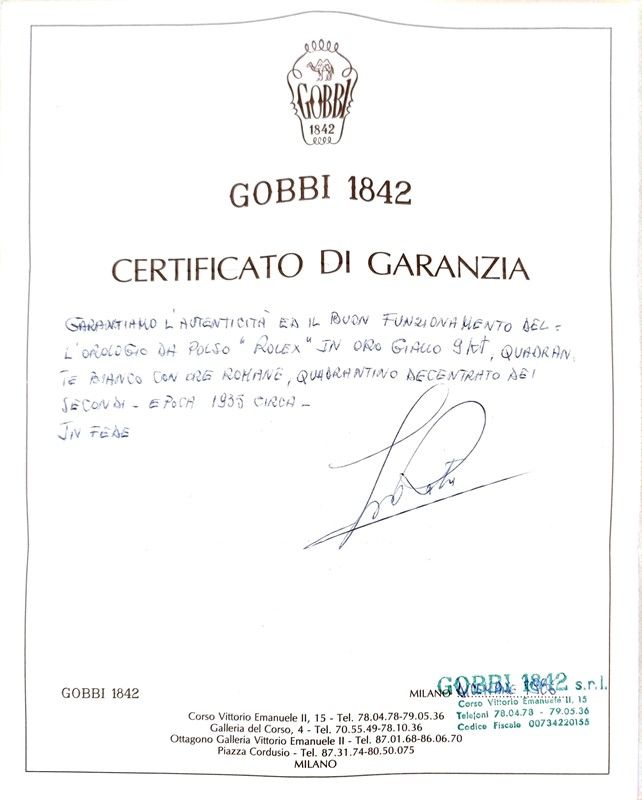 GOBBI
1842
GOBBI 1842
CERTIFICATO DI GARANZIA
GARANTIAMO L'AUTENTICITÀ ED IL BUON FUNZIONAMENTO DEL=
L'OROLOGIO DA POLSO "ROLEX" IN ORO GIALLO 9 Kt, QUADRAN,
TE BIANCO CON ORE ROMANE, QUADRANTINO DECENTRATO DEI
SECONDI - EPOCA 1935 CIRCA -
IN FEDE
GOBBI 1842
MILANO
GOBBI 1842 s.r.l.
Corso Vittorio Emanuele II, 15
Telefoni 78.04.78 - 79.05.36
Codice Fiscale 00734220155
Corso Vittorio Emanuele II, 15 - Tel. 78.04.78-79.05.36
Galleria del Corso, 4 - Tel. 70.55.49-78.10.36
Ottagono Galleria Vittorio Emanuele II - Tel. 87.01.68-86.06.70
Piazza Cordusio - Tel. 87.31.74-80.50.075
MILANO